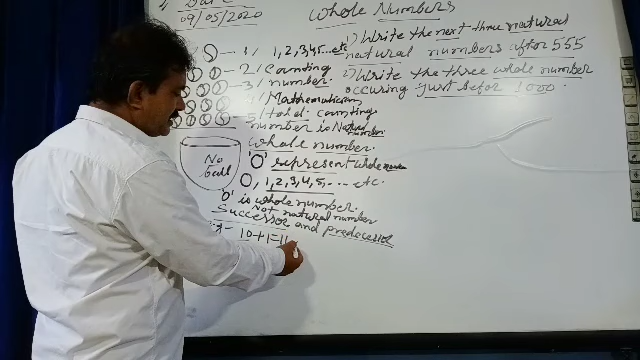 Date
09/05/2020
Whole Numbers
1, 2, 3, 4, 5 ... etc
2/ Counting
3/ number.
4/ Mathematician
5/ total counting
number is Natural
number.
No
ball
whole number.
'0' represent whole number
0, 1, 2, 3, 4, 5, ... etc.
'0' is whole number.
Not natural number
Successor and predecessor
10+1=11
1) Write the next three natural
natural numbers after 555
2) Write the three whole number
occuring just befor 1000.